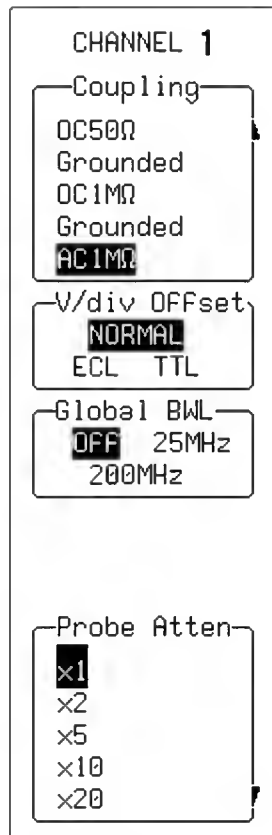 CHANNEL 1
Coupling
DC50Ω
Grounded
DC1MΩ
Grounded
AC1MΩ
V/div OFFset
NORMAL
ECL TTL
Global BWL
OFF 25MHz
200MHz
Probe Atten
×1
×2
×5
×10
×20